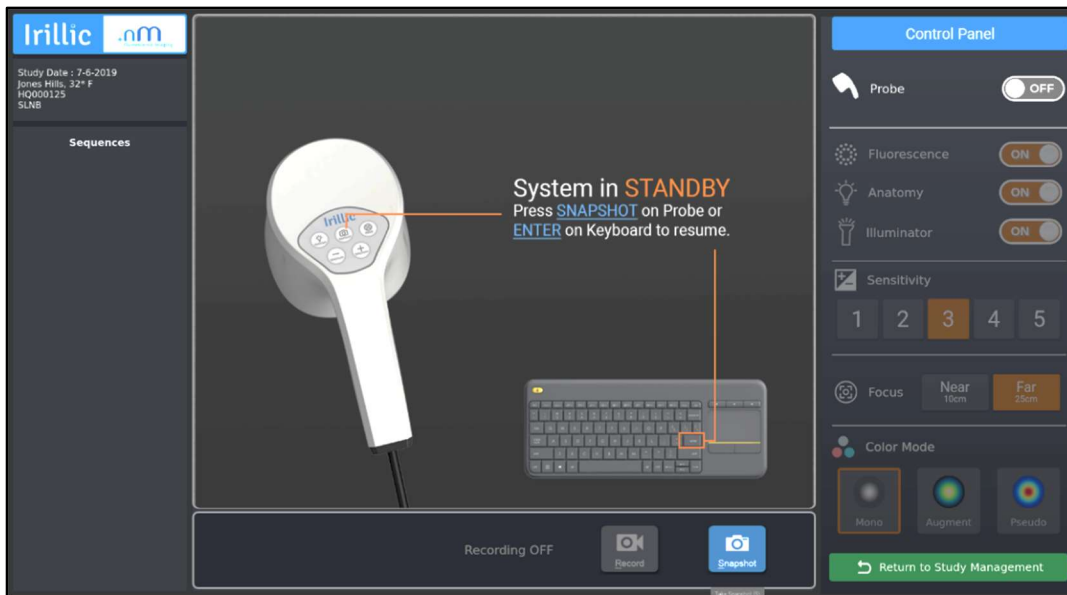 Irillic
.nm
Study Date : 7-6-2019
Jones Hills, 32* F
HQ000125
SLNB
Sequences
Irillic
System in STANDBY
Press SNAPSHOT on Probe or
ENTER on Keyboard to resume.
Recording OFF
Record
Snapshot
Control Panel
Probe
OFF
Fluorescence
ON
Anatomy
ON
Illuminator
ON
Sensitivity
1 2 3 4 5
Focus
Near
10cm
Far
25cm
Color Mode
Mono
Augment
Pseudo
Return to Study Management